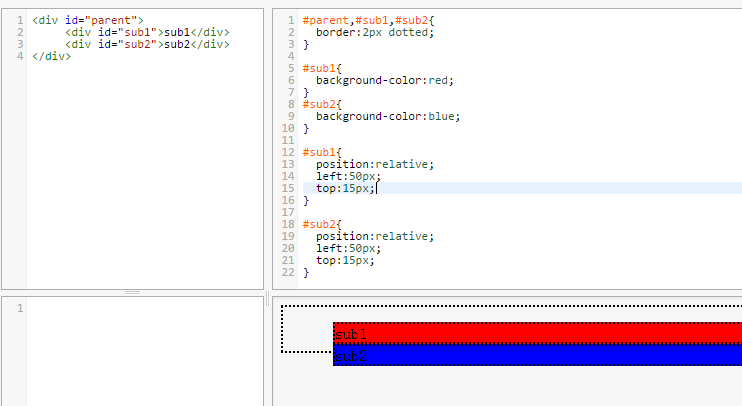 1 <div id="parent">
2 <div id="sub1">sub1</div>
3 <div id="sub2">sub2</div>
4 </div>
1 #parent,#sub1,#sub2{
2 border:2px dotted;
3 }
4
5 #sub1{
6 background-color:red;
7 }
8 #sub2{
9 background-color:blue;
10 }
11
12 #sub1{
13 position:relative;
14 left:50px;
15 top:15px;
16 }
17
18 #sub2{
19 position:relative;
20 left:50px;
21 top:15px;
22 }
1
sub1
sub2